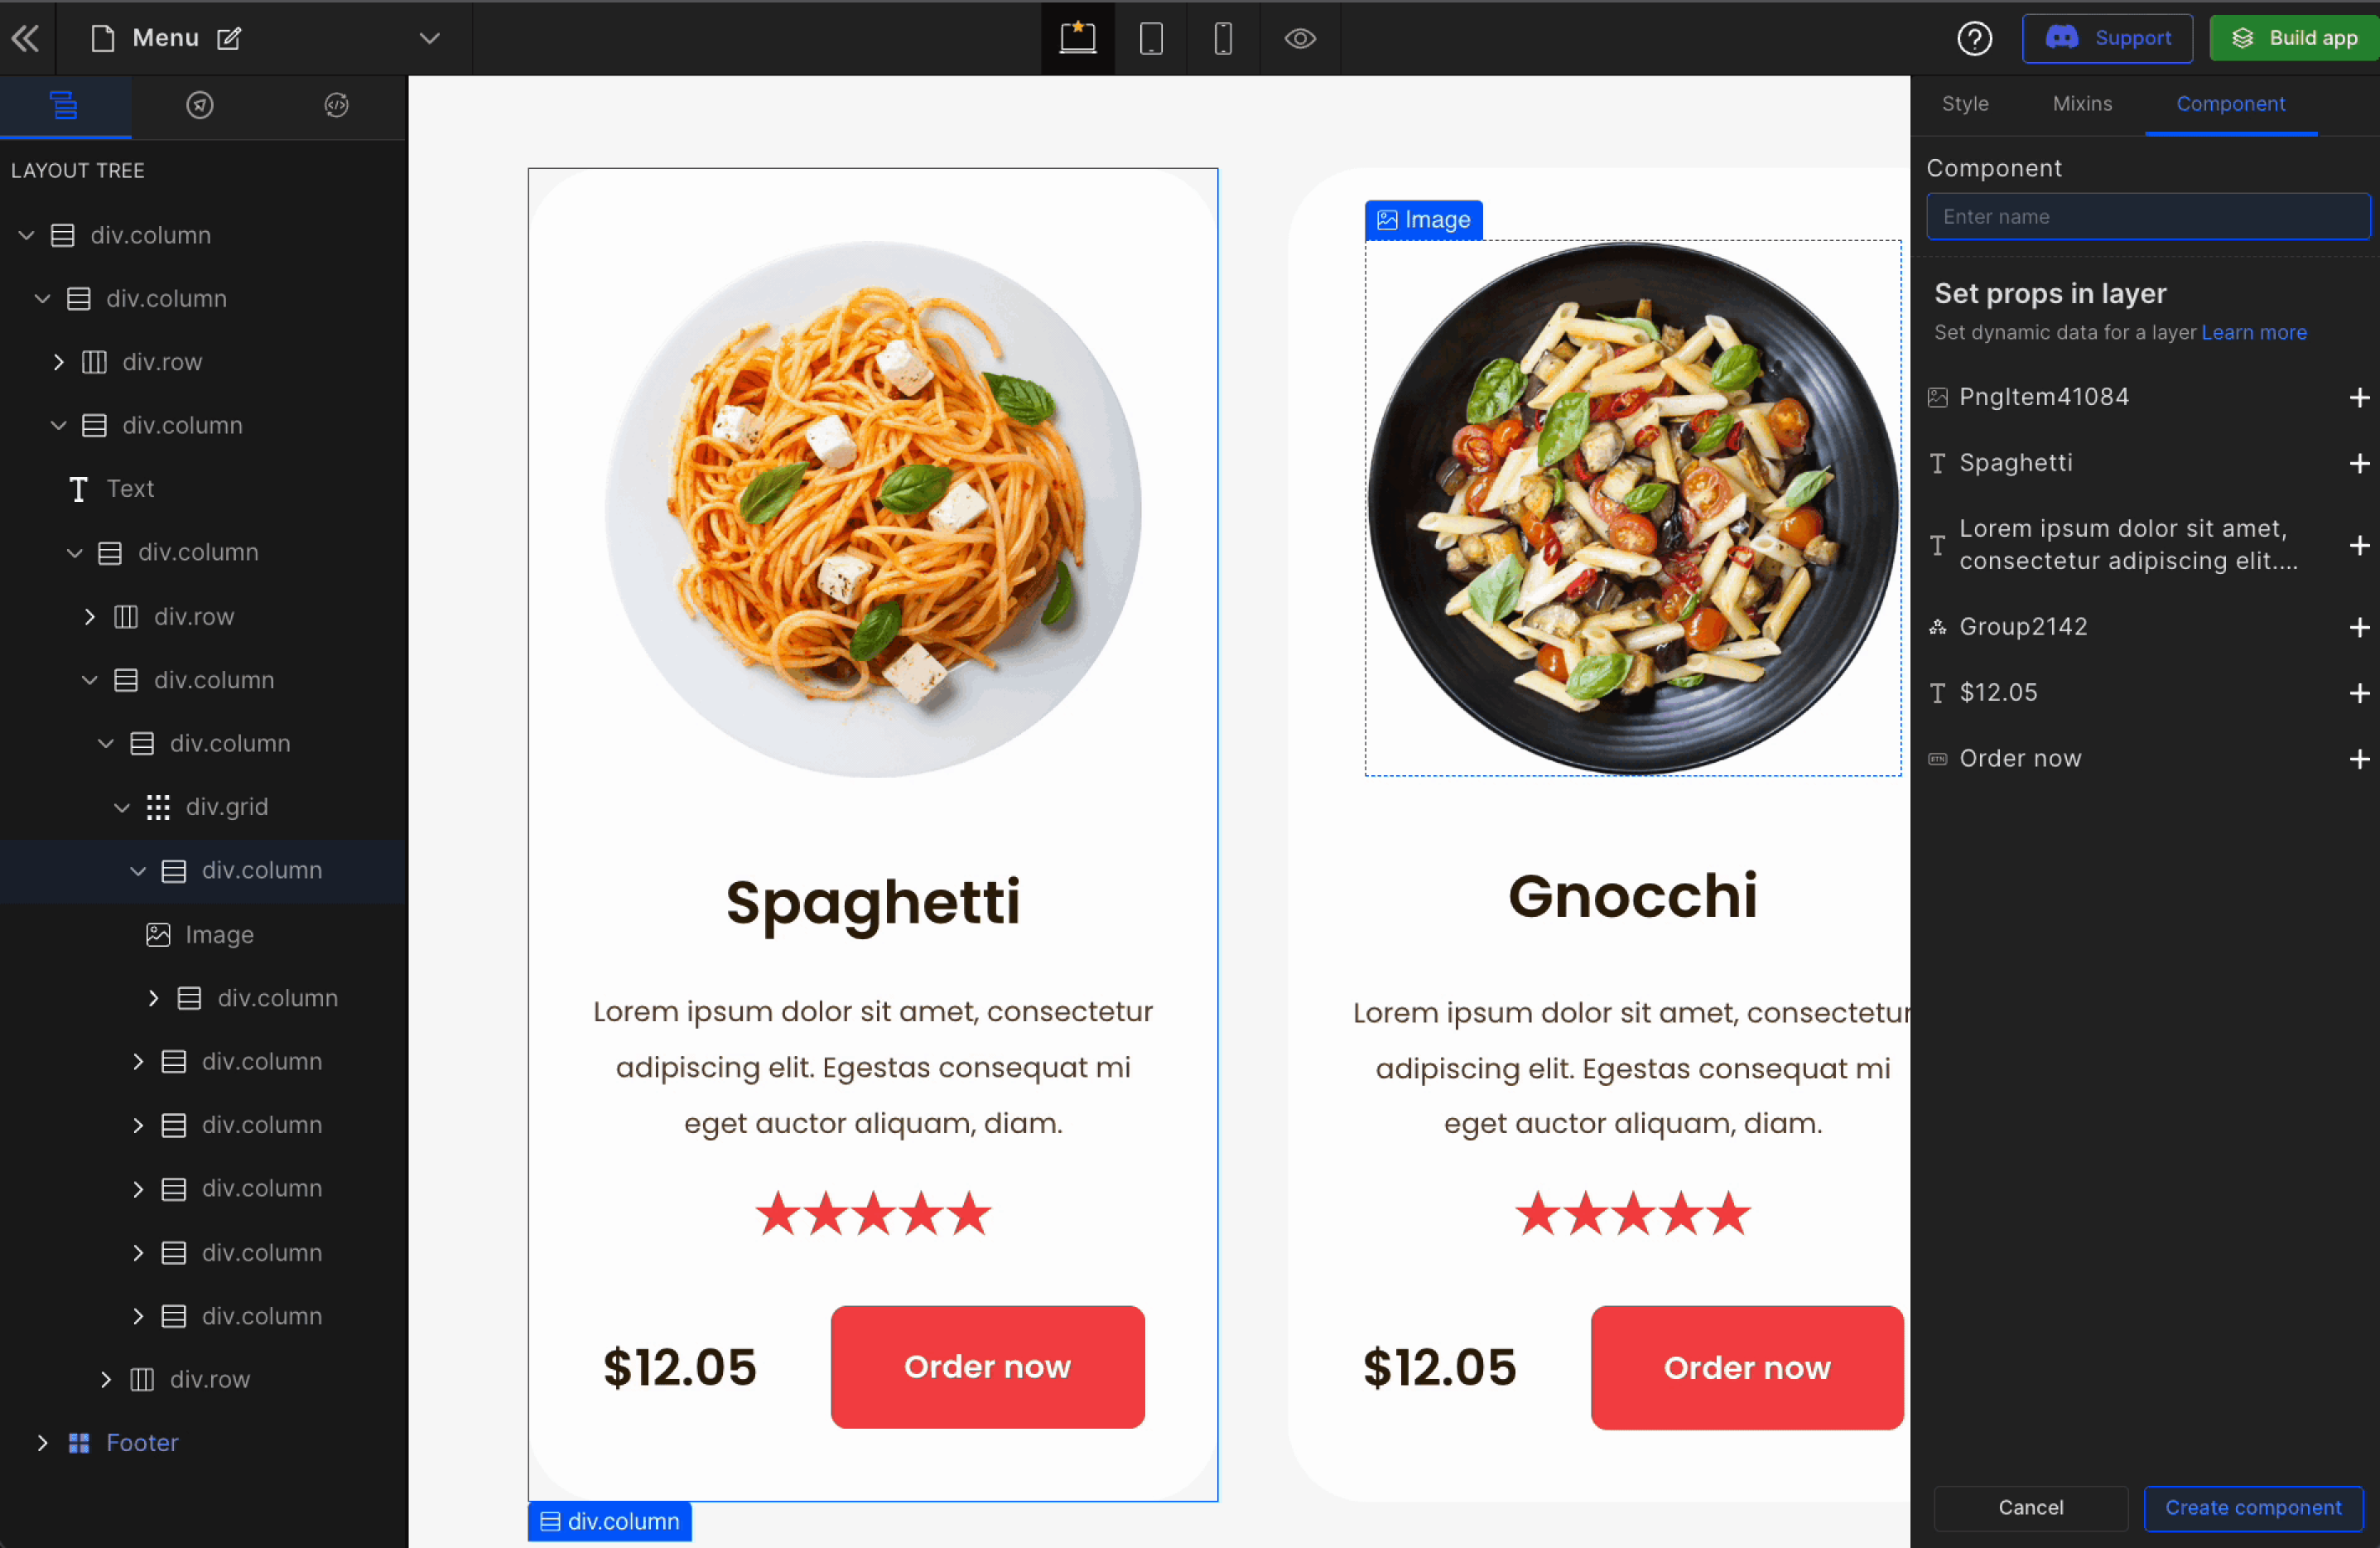 Menu
Support
Build app
LAYOUT TREE
div.column
div.column
div.row
div.column
Text
div.column
div.row
div.column
div.column
div.grid
div.column
Image
div.column
div.column
div.column
div.column
div.column
div.column
div.row
Footer
Spaghetti
Lorem ipsum dolor sit amet, consectetur
adipiscing elit. Egestas consequat mi
eget auctor aliquam, diam.
$12.05
Order now
div.column
Image
Gnocchi
Lorem ipsum dolor sit amet, consectetur
adipiscing elit. Egestas consequat mi
eget auctor aliquam, diam.
$12.05
Order now
Style
Mixins
Component
Component
Enter name
Set props in layer
Set dynamic data for a layer Learn more
PngItem41084
Spaghetti
Lorem ipsum dolor sit amet,
consectetur adipiscing elit....
Group2142
$12.05
BTN
Order now
Cancel
Create component